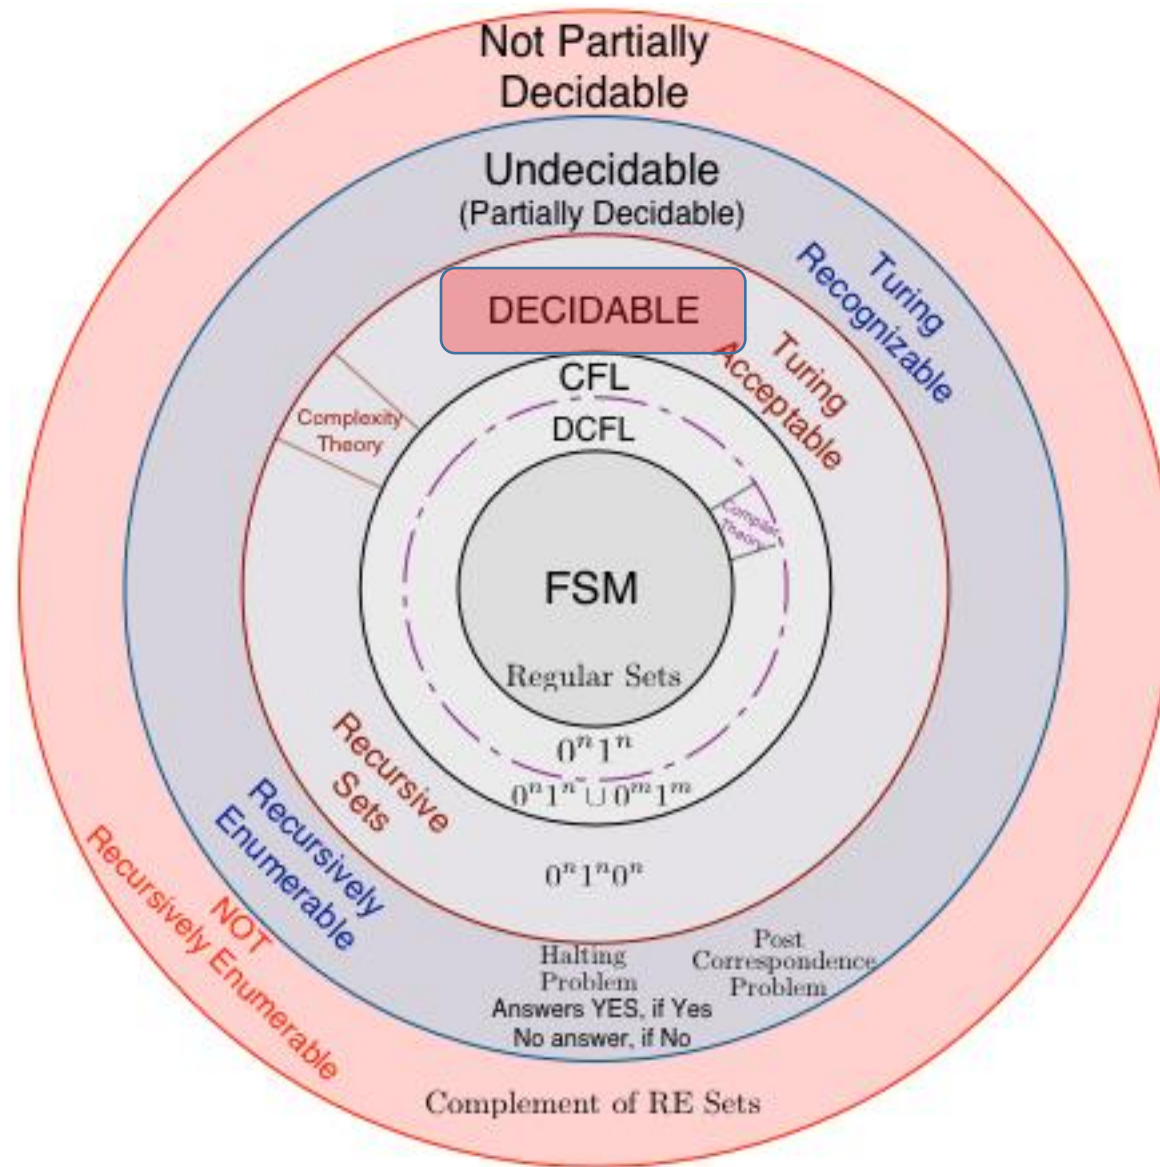 Not Partially
Decidable
Undecidable
(Partially Decidable)
Turing
Recognizable
DECIDABLE
Turing
Acceptable
CFL
Complexity
Theory
DCFL
Compiler
Theory
FSM
Regular Sets
0ⁿ1ⁿ
0ⁿ1ⁿ ∪ 0ᵐ1ᵐ
Recursive
Sets
0ⁿ1ⁿ0ⁿ
Recursively
Enumerable
NOT
Recursively Enumerable
Halting
Problem
Answers YES, if Yes
No answer, if No
Post
Correspondence
Problem
Complement of RE Sets